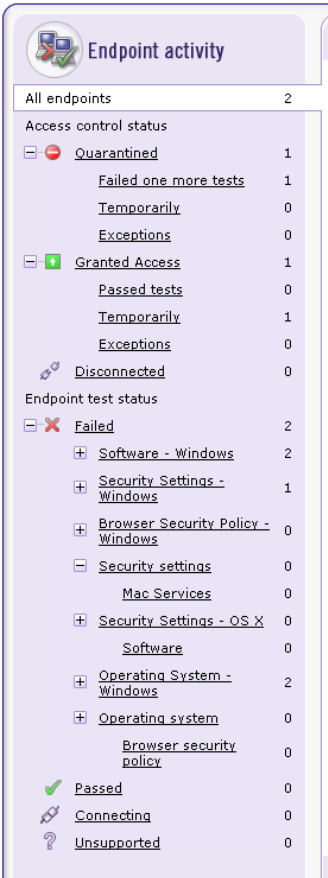 Endpoint activity
All endpoints 2
Access control status
Quarantined 1
Failed one more tests 1
Temporarily 0
Exceptions 0
Granted Access 1
Passed tests 0
Temporarily 1
Exceptions 0
Disconnected 0
Endpoint test status
Failed 2
Software - Windows 2
Security Settings -
Windows 1
Browser Security Policy -
Windows 0
Security settings 0
Mac Services 0
Security Settings - OS X 0
Software 0
Operating System -
Windows 2
Operating system 0
Browser security
policy 0
Passed 0
Connecting 0
Unsupported 0